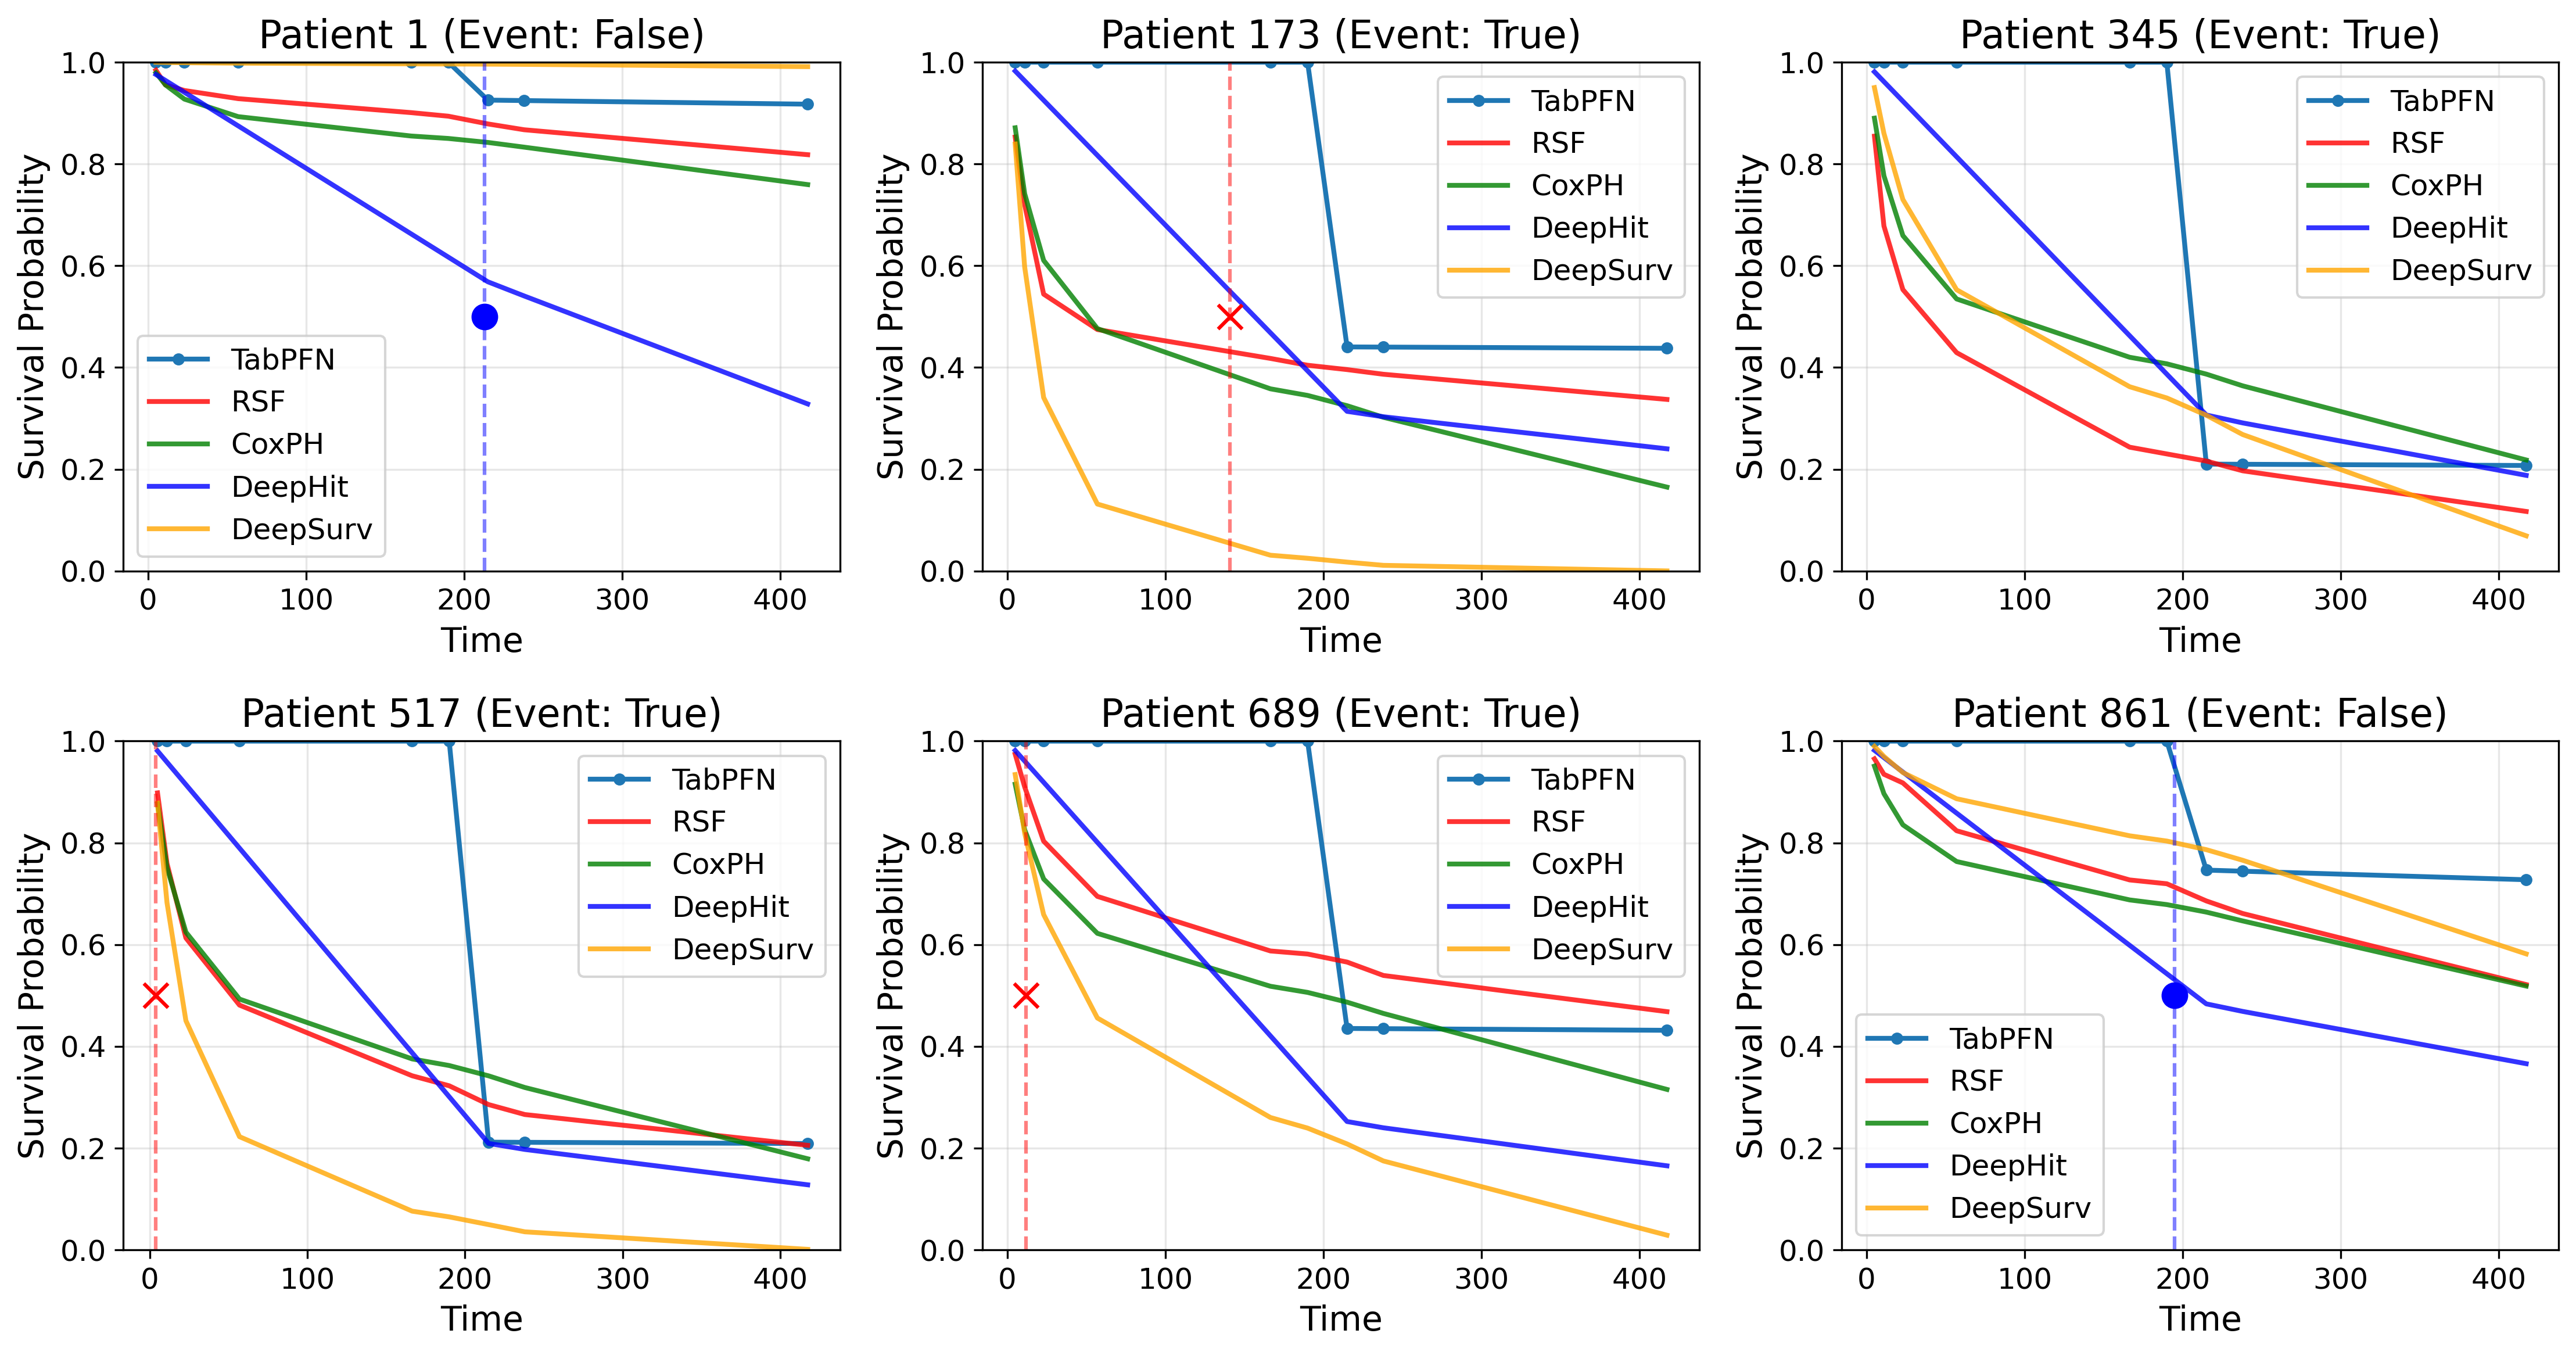 Patient 1 (Event: False)
Survival Probability
1.0
0.8
0.6
0.4
0.2
0.0
TabPFN
RSF
CoxPH
DeepHit
DeepSurv
0 100 200 300 400
Time
Patient 173 (Event: True)
Survival Probability
1.0
0.8
0.6
0.4
0.2
0.0
TabPFN
RSF
CoxPH
DeepHit
DeepSurv
0 100 200 300 400
Time
Patient 345 (Event: True)
Survival Probability
1.0
0.8
0.6
0.4
0.2
0.0
TabPFN
RSF
CoxPH
DeepHit
DeepSurv
0 100 200 300 400
Time
Patient 517 (Event: True)
Survival Probability
1.0
0.8
0.6
0.4
0.2
0.0
TabPFN
RSF
CoxPH
DeepHit
DeepSurv
0 100 200 300 400
Time
Patient 689 (Event: True)
Survival Probability
1.0
0.8
0.6
0.4
0.2
0.0
TabPFN
RSF
CoxPH
DeepHit
DeepSurv
0 100 200 300 400
Time
Patient 861 (Event: False)
Survival Probability
1.0
0.8
0.6
0.4
0.2
0.0
TabPFN
RSF
CoxPH
DeepHit
DeepSurv
0 100 200 300 400
Time